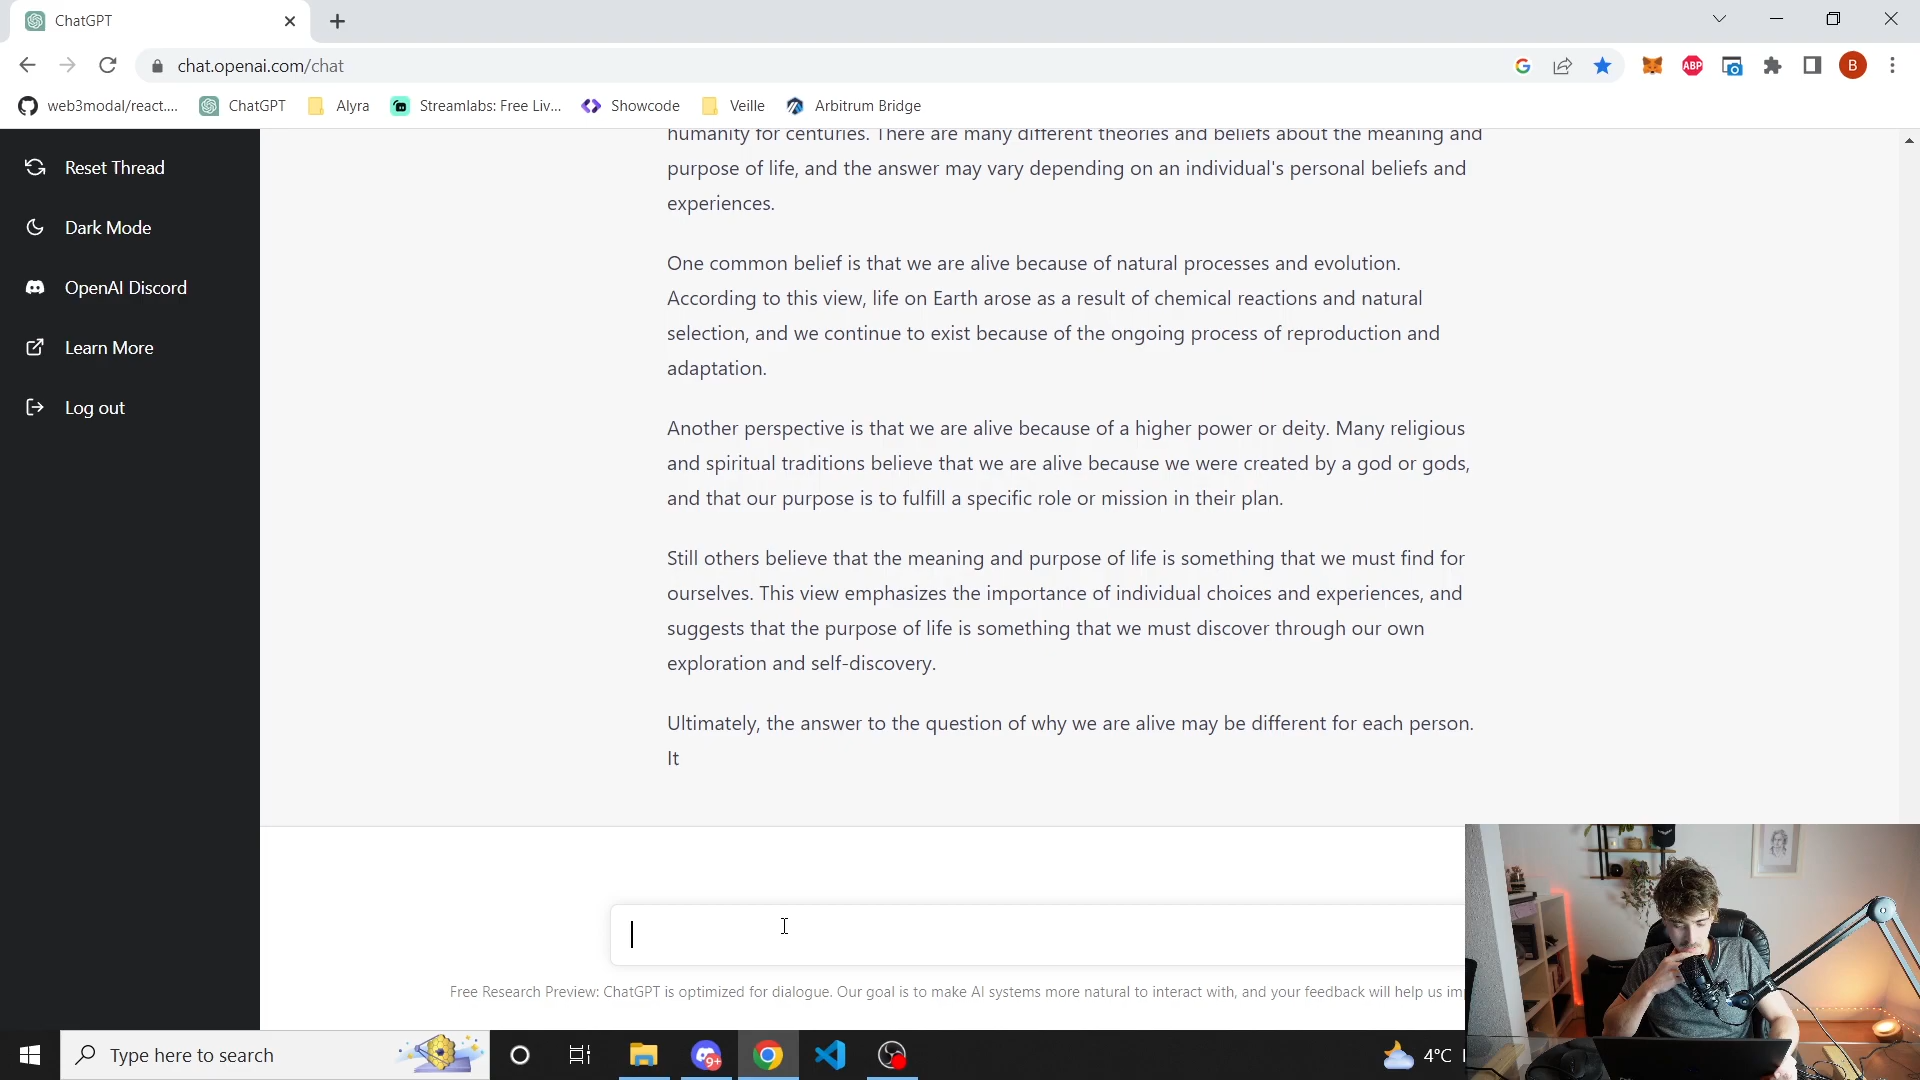 ChatGPT
chat.openai.com/chat
ABP
B
web3modal/react....
ChatGPT
Alyra
Streamlabs: Free Liv...
Showcode
Veille
Arbitrum Bridge
Reset Thread
Dark Mode
OpenAI Discord
Learn More
Log out
humanity for centuries. There are many different theories and beliefs about the meaning and
purpose of life, and the answer may vary depending on an individual's personal beliefs and
experiences.
One common belief is that we are alive because of natural processes and evolution.
According to this view, life on Earth arose as a result of chemical reactions and natural
selection, and we continue to exist because of the ongoing process of reproduction and
adaptation.
Another perspective is that we are alive because of a higher power or deity. Many religious
and spiritual traditions believe that we are alive because we were created by a god or gods,
and that our purpose is to fulfill a specific role or mission in their plan.
Still others believe that the meaning and purpose of life is something that we must find for
ourselves. This view emphasizes the importance of individual choices and experiences, and
suggests that the purpose of life is something that we must discover through our own
exploration and self-discovery.
Ultimately, the answer to the question of why we are alive may be different for each person.
It
Free Research Preview: ChatGPT is optimized for dialogue. Our goal is to make AI systems more natural to interact with, and your feedback will help us im
Type here to search
9+
4°C